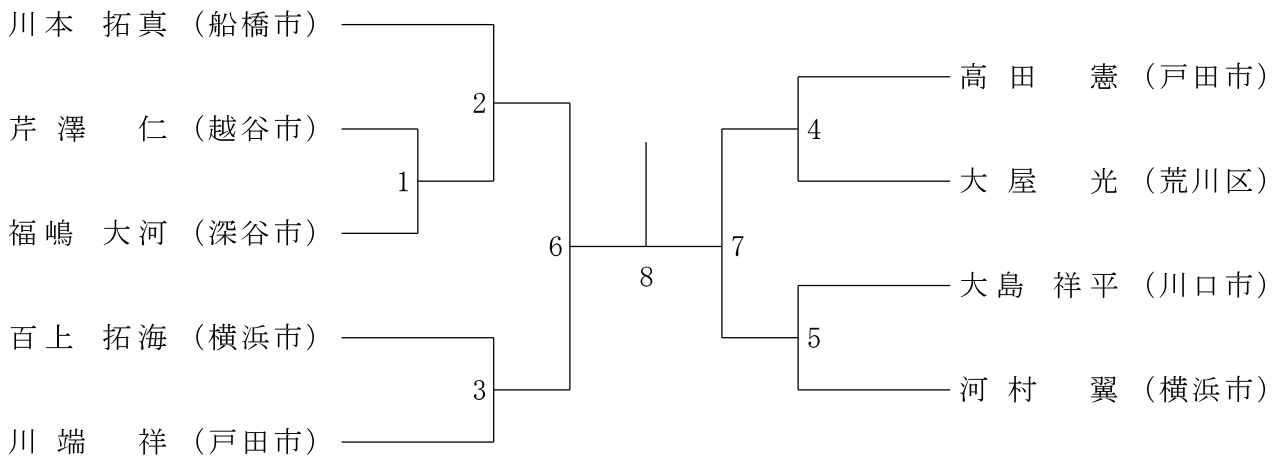 川本 拓真 (船橋市)
芹澤 仁 (越谷市)
福嶋 大河 (深谷市)
百上 拓海 (横浜市)
川端 祥 (戸田市)
2
1
3
6
8
7
4
5
高田 憲 (戸田市)
大屋 光 (荒川区)
大島 祥平 (川口市)
河村 翼 (横浜市)